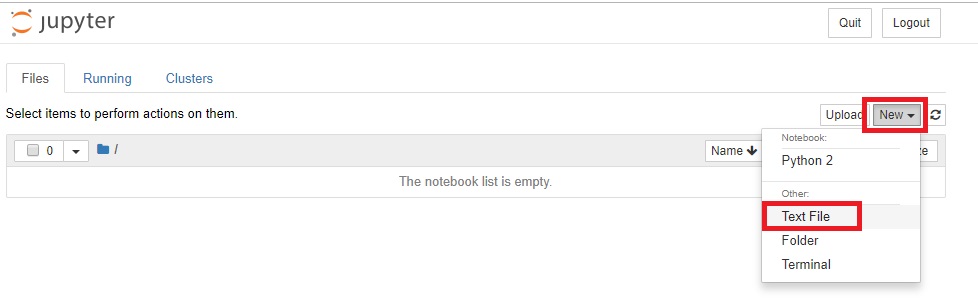 jupyter
Quit Logout
Files Running Clusters
Select items to perform actions on them.
Upload New
0 / Name ze
Notebook:
Python 2
The notebook list is empty.
Other:
Text File
Folder
Terminal